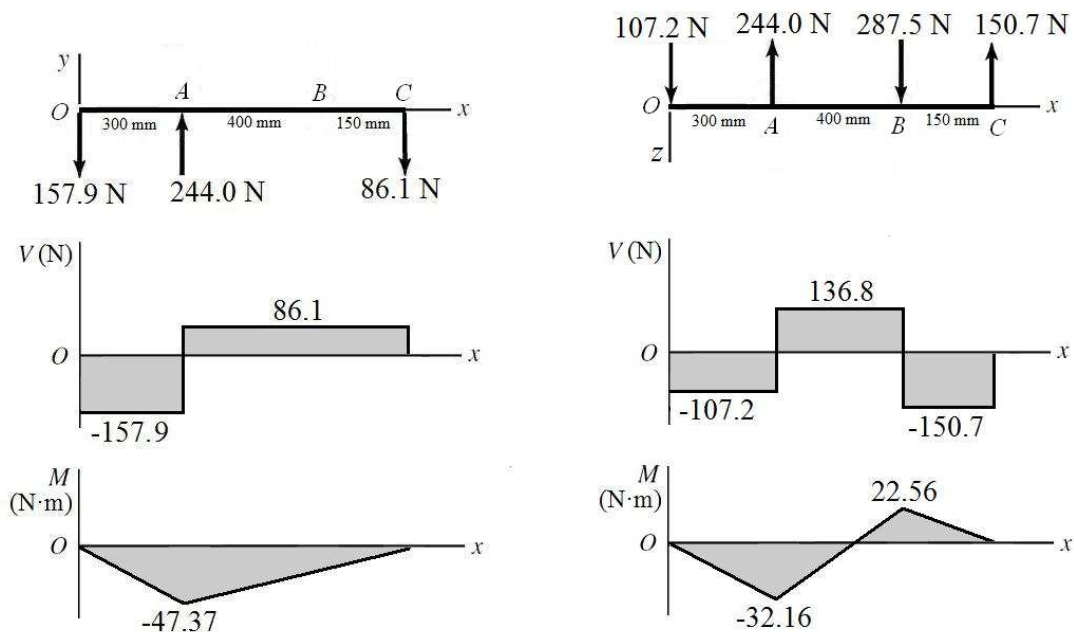 y
O
A
B
C
x
300 mm
400 mm
150 mm
157.9 N
244.0 N
86.1 N
V (N)
86.1
O
x
-157.9
M
(N·m)
O
x
-47.37
107.2 N
244.0 N
287.5 N
150.7 N
O
x
300 mm
A
400 mm
B
150 mm
C
z
V (N)
136.8
O
x
-107.2
-150.7
M
(N·m)
22.56
O
x
-32.16